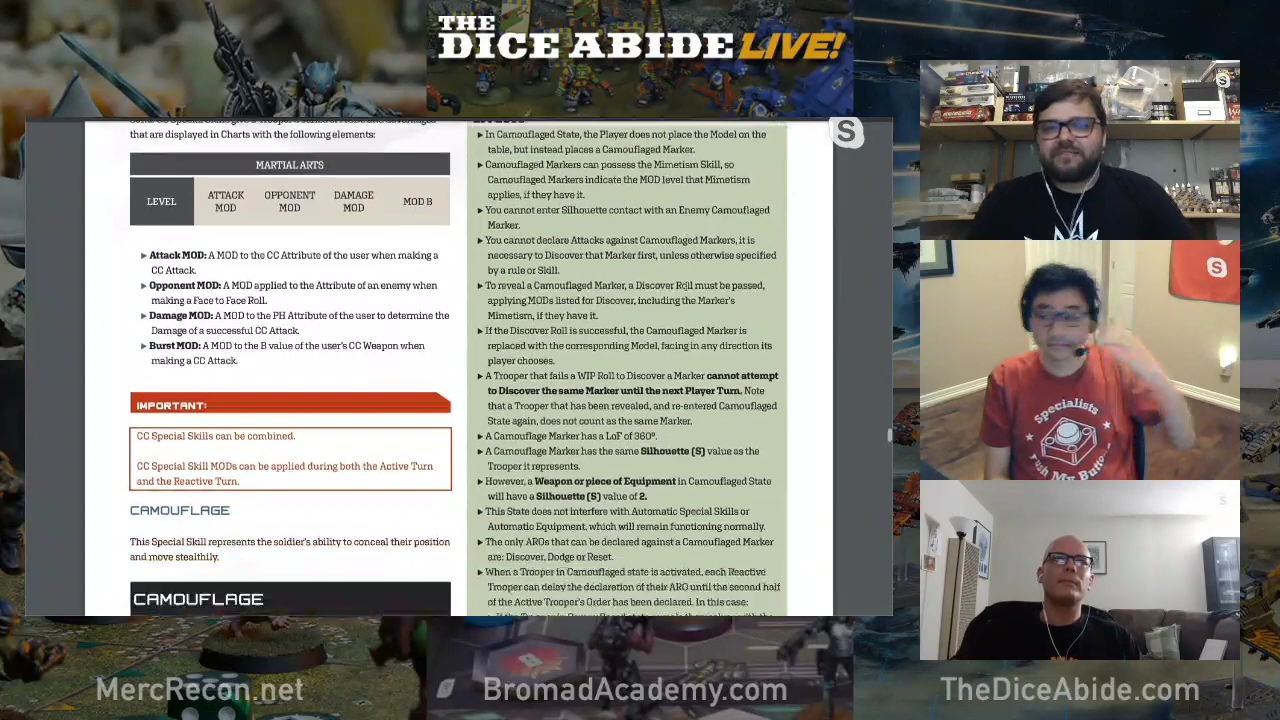 THE
DICE ABIDE LIVE!
that are displayed in Charts with the following elements:
MARTIAL ARTS
LEVEL
ATTACK MOD
OPPONENT MOD
DAMAGE MOD
MOD B
▶ Attack MOD: A MOD to the CC Attribute of the user when making a
CC Attack.
▶ Opponent MOD: A MOD applied to the Attribute of an enemy when
making a Face to Face Roll.
▶ Damage MOD: A MOD to the PH Attribute of the user to determine the
Damage of a successful CC Attack.
▶ Burst MOD: A MOD to the B value of the user's CC Weapon when
making a CC Attack.
IMPORTANT:
CC Special Skills can be combined.
CC Special Skill MODs can be applied during both the Active Turn
and the Reactive Turn.
CAMOUFLAGE
This Special Skill represents the soldier's ability to conceal their position
and move stealthily.
CAMOUFLAGE
▶ In Camouflaged State, the Player does not place the Model on the
table, but instead places a Camouflaged Marker.
▶ Camouflaged Markers can possess the Mimetism Skill, so
Camouflaged Markers indicate the MOD level that Mimetism
applies, if they have it.
▶ You cannot enter Silhouette contact with an Enemy Camouflaged
Marker.
▶ You cannot declare Attacks against Camouflaged Markers, it is
necessary to Discover that Marker first, unless otherwise specified
by a rule or Skill.
▶ To reveal a Camouflaged Marker, a Discover Roll must be passed,
applying MODs listed for Discover, including the Marker's
Mimetism, if they have it.
▶ If the Discover Roll is successful, the Camouflaged Marker is
replaced with the corresponding Model, facing in any direction its
player chooses.
▶ A Trooper that fails a WIP Roll to Discover a Marker cannot attempt
to Discover the same Marker until the next Player Turn. Note
that a Trooper that has been revealed, and re-entered Camouflaged
State again, does not count as the same Marker.
▶ A Camouflage Marker has a LoF of 360º.
▶ A Camouflage Marker has the same Silhouette (S) value as the
Trooper it represents.
▶ However, a Weapon or piece of Equipment in Camouflaged State
will have a Silhouette (S) value of 2.
▶ This State does not interfere with Automatic Special Skills or
Automatic Equipment, which will remain functioning normally.
▶ The only AROs that can be declared against a Camouflaged Marker
are: Discover, Dodge or Reset.
▶ When a Trooper in Camouflaged state is activated, each Reactive
Trooper can delay the declaration of their ARO until the second half
of the Active Trooper's Order has been declared. In this case:
S
S
Specialists
Push My Butto
MercRecon.net
BromadAcademy.com
TheDiceAbide.com